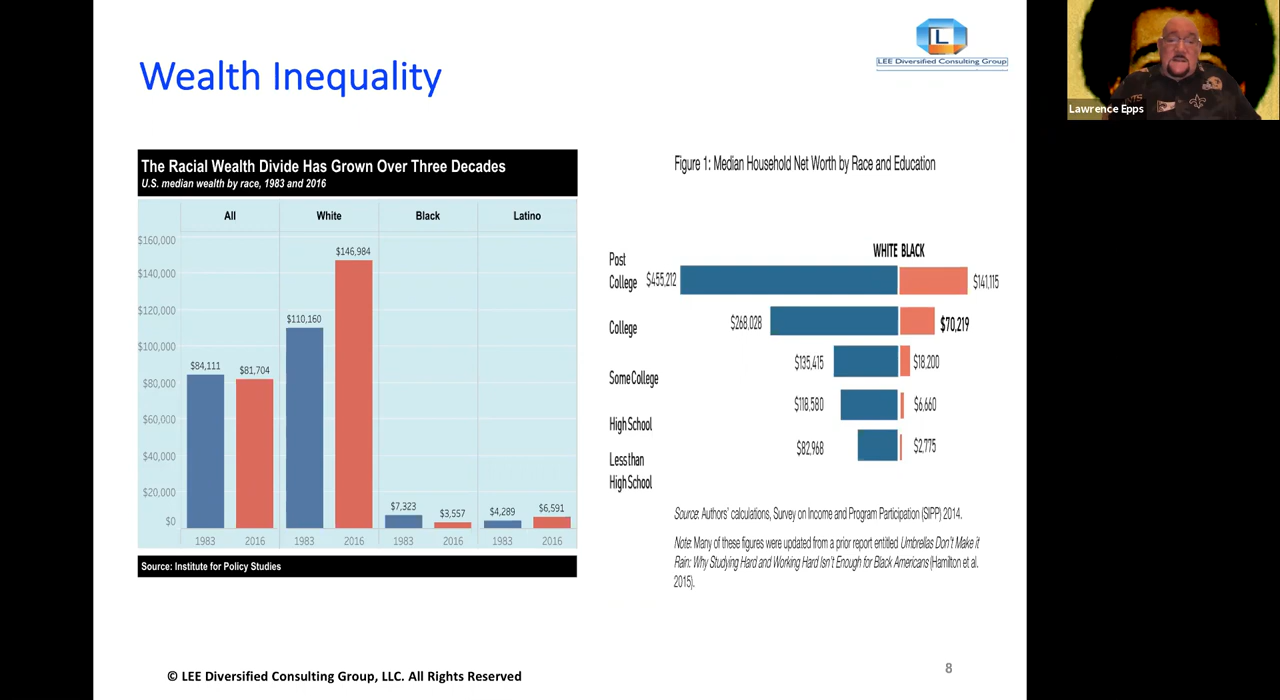 Wealth Inequality
L
LEE Diversified Consulting Group
Lawrence Epps
The Racial Wealth Divide Has Grown Over Three Decades
U.S. median wealth by race, 1983 and 2016
All White Black Latino
$160,000
$140,000
$120,000
$100,000
$80,000
$60,000
$40,000
$20,000
$0
$84,111
$81,704
$110,160
$146,984
$7,323
$3,557
$4,289
$6,591
1983 2016 1983 2016 1983 2016 1983 2016
Source: Institute for Policy Studies
Figure 1: Median Household Net Worth by Race and Education
WHITE BLACK
Post
College $455,212 $141,115
College $268,028 $70,219
$135,415 $18,200
Some College
$118,580 $6,660
High School
$82,968 $2,775
Less than
High School
Source: Authors' calculations, Survey on Income and Program Participation (SIPP) 2014.
Note: Many of these figures were updated from a prior report entitled Umbrellas Don't Make it
Rain: Why Studying Hard and Working Hard Isn't Enough for Black Americans (Hamilton et al.
2015).
© LEE Diversified Consulting Group, LLC. All Rights Reserved
8